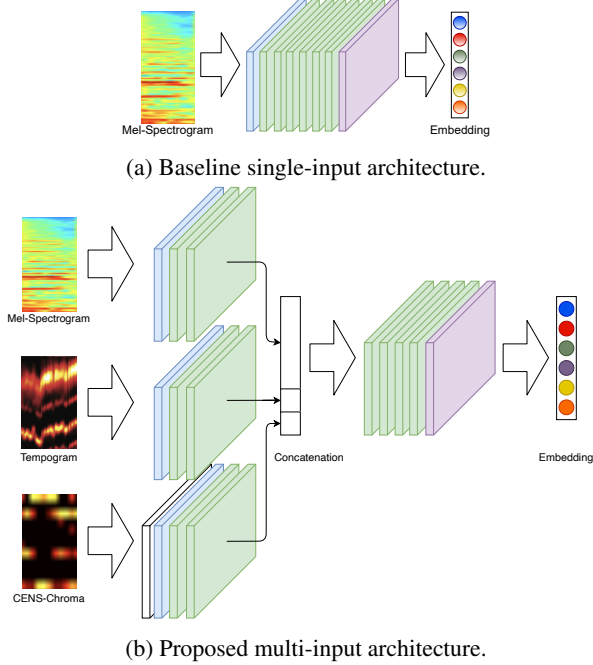 Mel-Spectrogram
Embedding
(a) Baseline single-input architecture.
Mel-Spectrogram
Tempogram
Concatenation
Embedding
CENS-Chroma
(b) Proposed multi-input architecture.